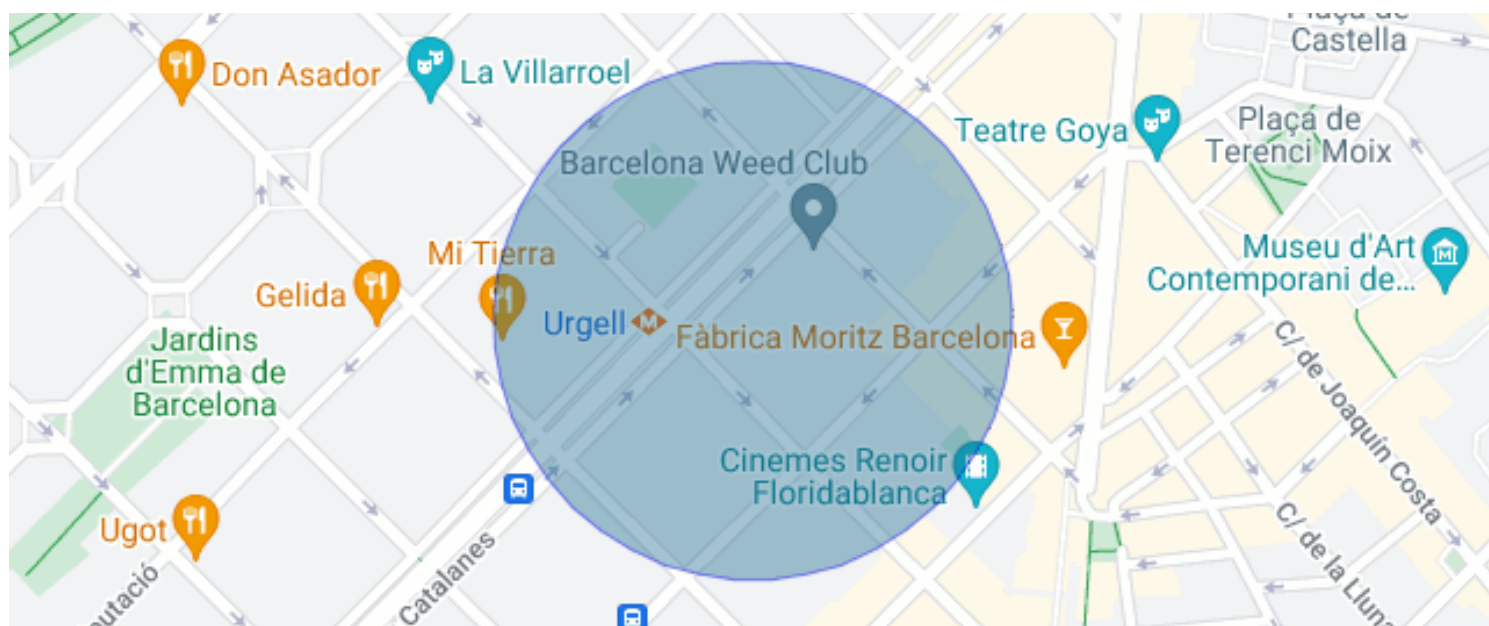 Plaça de
Castella
Don Asador
La Villarroel
Teatre Goya
Plaçá de
Terenci Moix
Barcelona Weed Club
Mi Tierra
Museu d'Art
Contemporani de...
Gelida
Urgell
Fàbrica Moritz Barcelona
Jardins
d'Emma de
Barcelona
C/ de Joaquín Costa
Cinemes Renoir
Floridablanca
Ugot
Catalanes
C/ de la Lluna